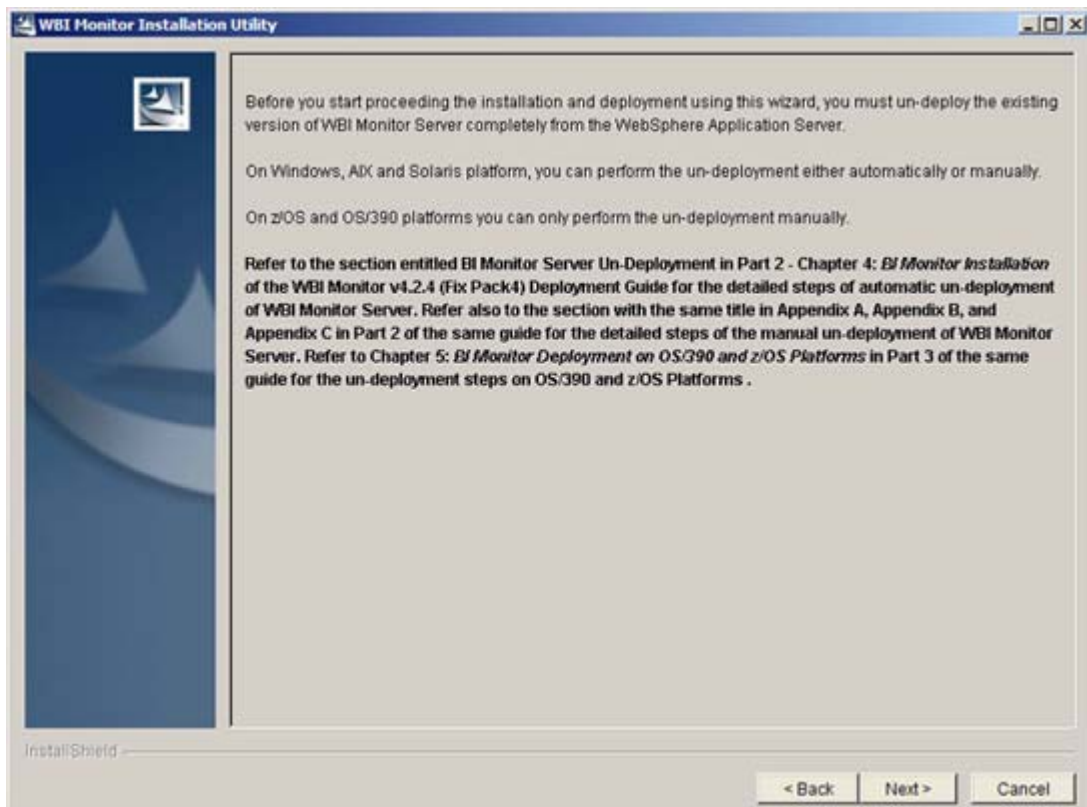 WBI Monitor Installation Utility
Before you start proceeding the installation and deployment using this wizard, you must un-deploy the existing
version of WBI Monitor Server completely from the WebSphere Application Server.
On Windows, AIX and Solaris platform, you can perform the un-deployment either automatically or manually.
On z/OS and OS/390 platforms you can only perform the un-deployment manually.
Refer to the section entitled BI Monitor Server Un-Deployment in Part 2 - Chapter 4: BI Monitor Installation
of the WBI Monitor v4.2.4 (Fix Pack4) Deployment Guide for the detailed steps of automatic un-deployment
of WBI Monitor Server. Refer also to the section with the same title in Appendix A, Appendix B, and
Appendix C in Part 2 of the same guide for the detailed steps of the manual un-deployment of WBI Monitor
Server. Refer to Chapter 5: BI Monitor Deployment on OS/390 and z/OS Platforms in Part 3 of the same
guide for the un-deployment steps on OS/390 and z/OS Platforms .
InstallShield
< Back Next > Cancel